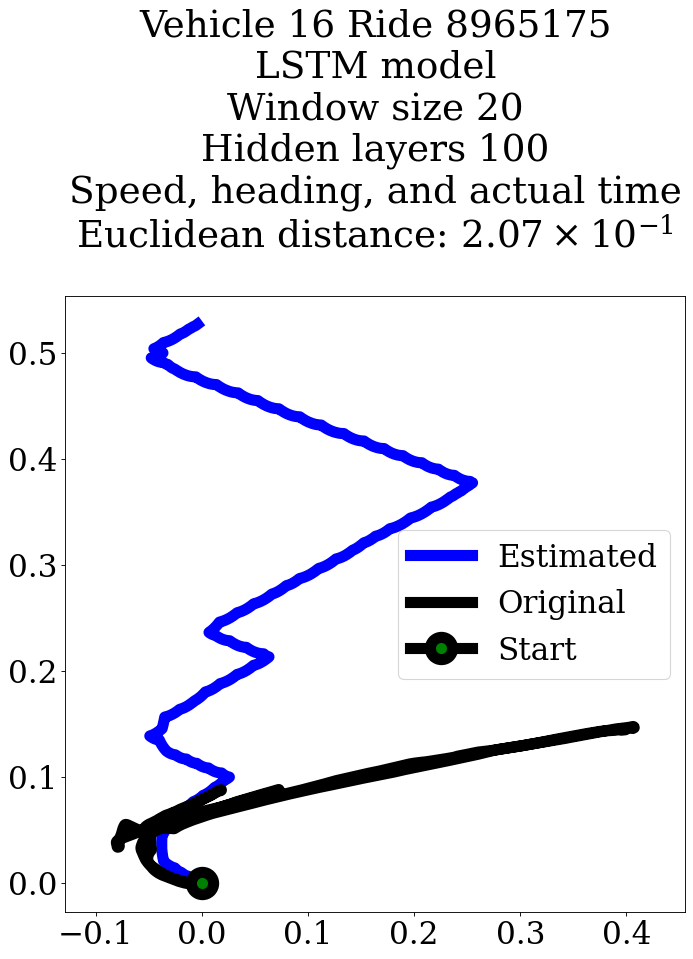 Vehicle 16 Ride 8965175
LSTM model
Window size 20
Hidden layers 100
Speed, heading, and actual time
Euclidean distance: 2.07 × 10⁻¹
0.5
0.4
0.3
0.2
0.1
0.0
Estimated
Original
Start
−0.1 0.0 0.1 0.2 0.3 0.4